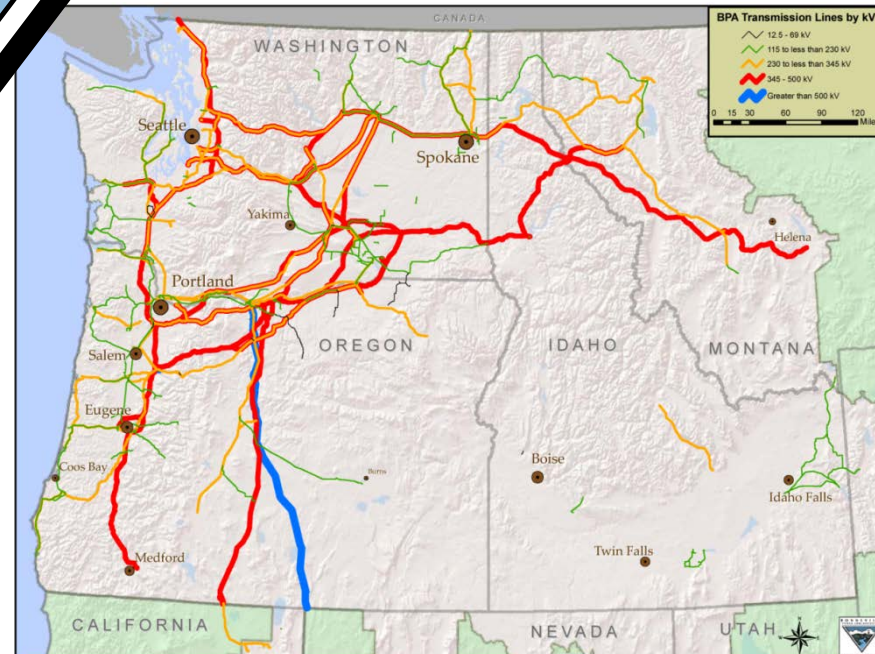 CANADA
BPA Transmission Lines by kV
12.5 - 69 kV
115 to less than 230 kV
230 to less than 345 kV
345 - 500 kV
Greater than 500 kV
0 15 30 60 90 120
Mile
WASHINGTON
Seattle
Spokane
Yakima
Helena
Portland
OREGON
IDAHO
MONTANA
Salem
Eugene
Coos Bay
Burns
Boise
Idaho Falls
Medford
Twin Falls
CALIFORNIA
NEVADA
UTAH